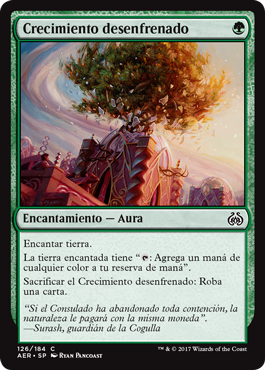 Crecimiento desenfrenado
Encantamiento — Aura
Encantar tierra.
La tierra encantada tiene “: Agrega un maná de
cualquier color a tu reserva de maná”.
Sacrificar el Crecimiento desenfrenado: Roba
una carta.
“Si el Consulado ha abandonado toda contención, la
naturaleza le pagará con la misma moneda”.
—Surash, guardián de la Cogulla
126/184 C
AER • SP Ryan Pancoast
™ & © 2017 Wizards of the Coast